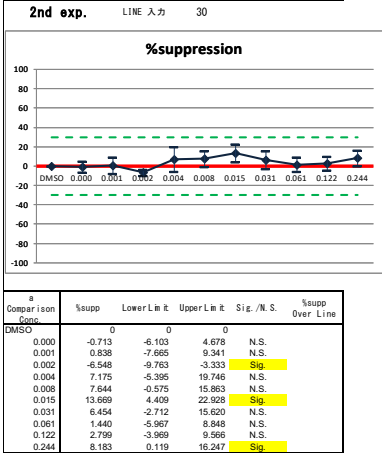 2nd exp. LINE 入力 30
%suppression
100
80
60
40
20
0
-20
-40
-60
-80
-100
DMSO 0.000 0.001 0.002 0.004 0.008 0.015 0.031 0.061 0.122 0.244
a
Comparison Conc. %supp LowerLimit UpperLimit Sig./N.S. %supp Over Line
DMSO 0 0 0
0.000 -0.713 -6.103 4.678 N.S.
0.001 0.838 -7.665 9.341 N.S.
0.002 -6.548 -9.763 -3.333 Sig.
0.004 7.175 -5.395 19.746 N.S.
0.008 7.644 -0.575 15.863 N.S.
0.015 13.669 4.409 22.928 Sig.
0.031 6.454 -2.712 15.620 N.S.
0.061 1.440 -5.967 8.848 N.S.
0.122 2.799 -3.969 9.566 N.S.
0.244 8.183 0.119 16.247 Sig.